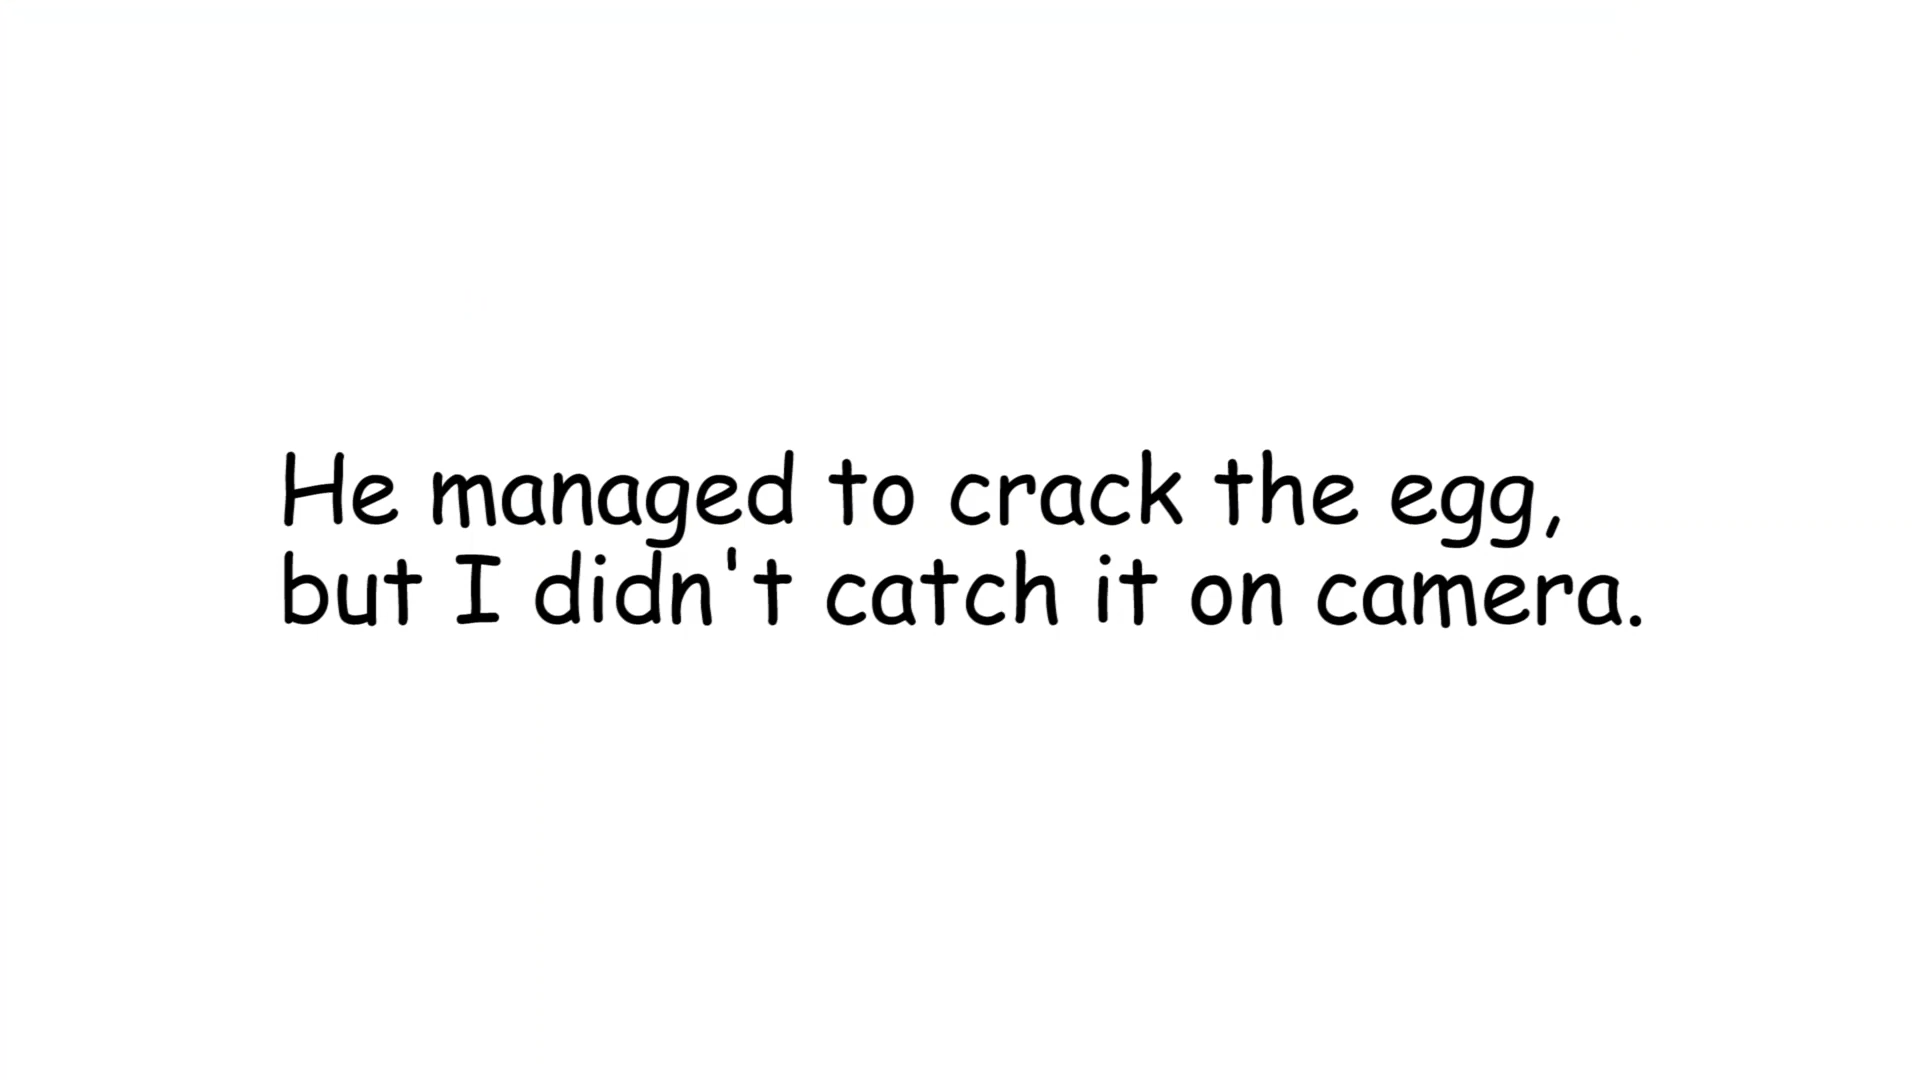 He managed to crack the egg,
but I didn't catch it on camera.